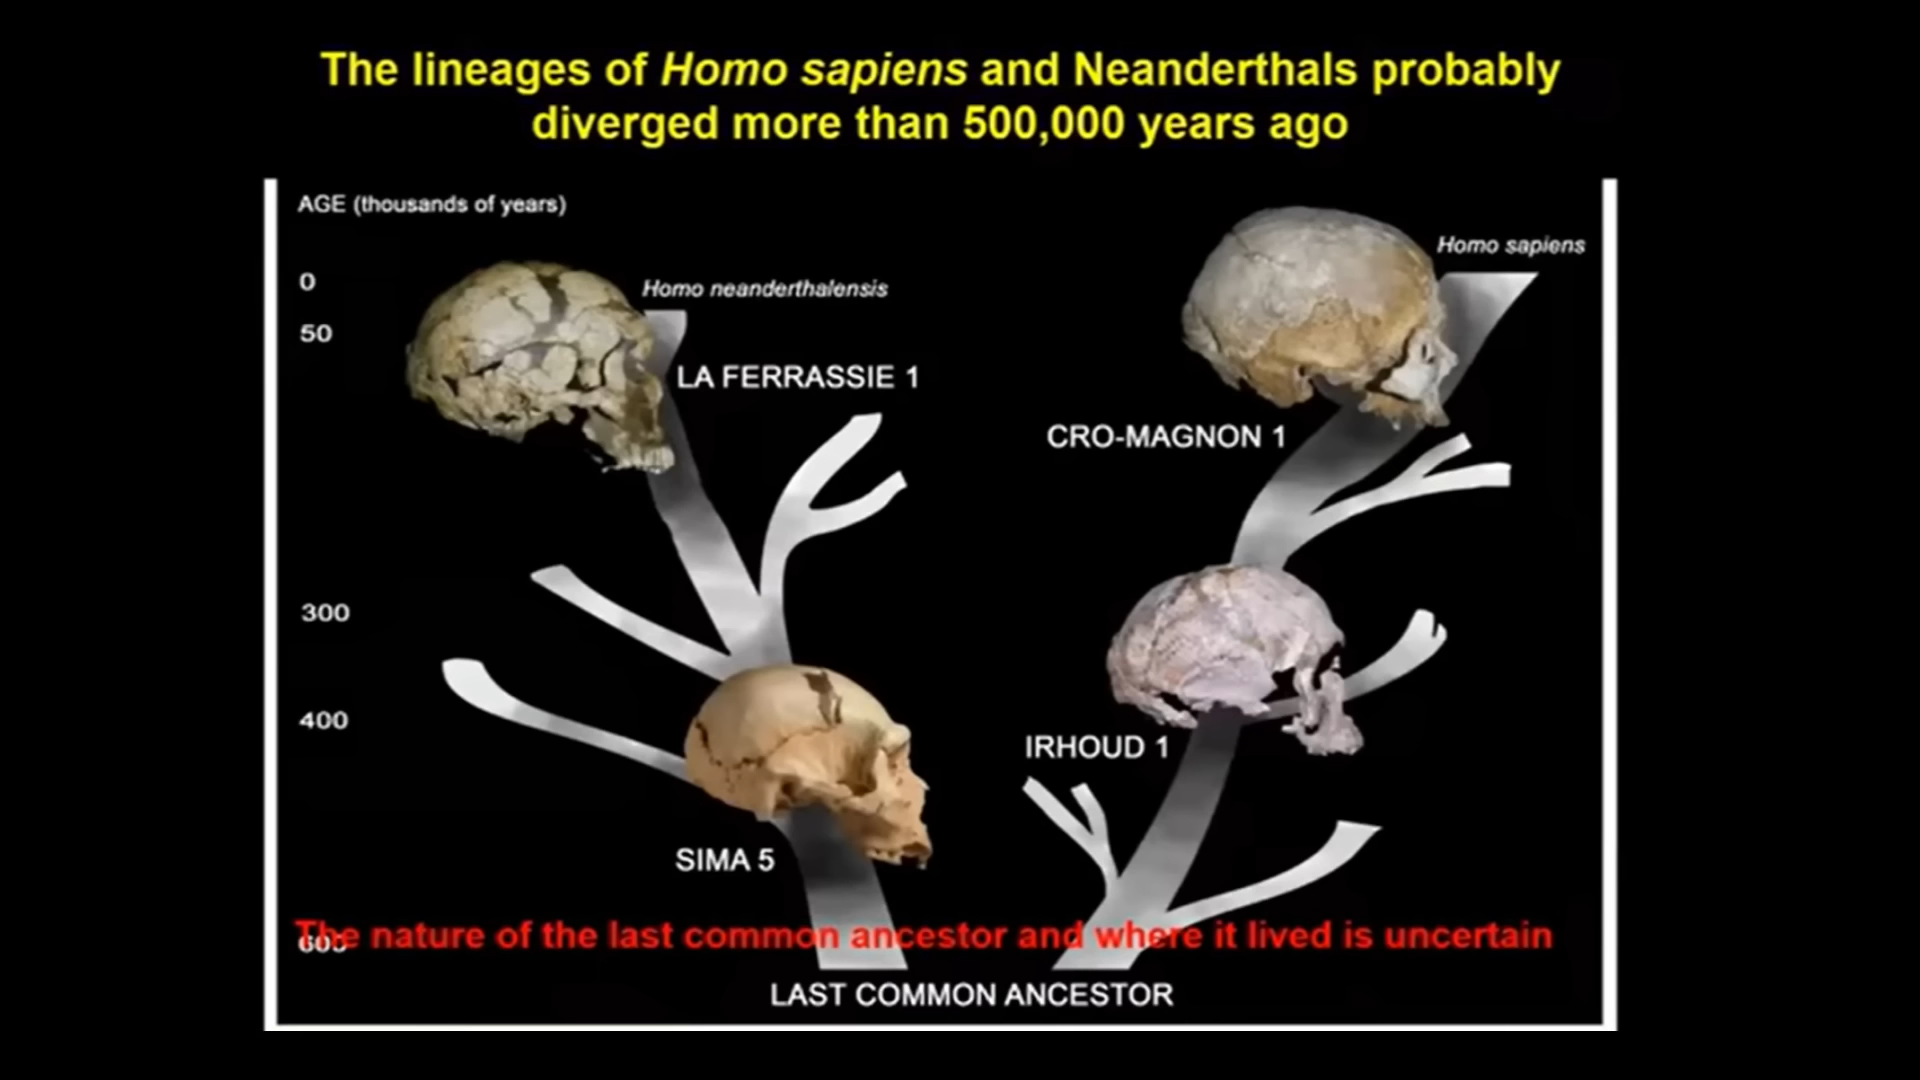 The lineages of Homo sapiens and Neanderthals probably
diverged more than 500,000 years ago
AGE (thousands of years)
Homo sapiens
0
Homo neanderthalensis
50
LA FERRASSIE 1
CRO-MAGNON 1
300
400
IRHOUD 1
SIMA 5
The nature of the last common ancestor and where it lived is uncertain
600
LAST COMMON ANCESTOR